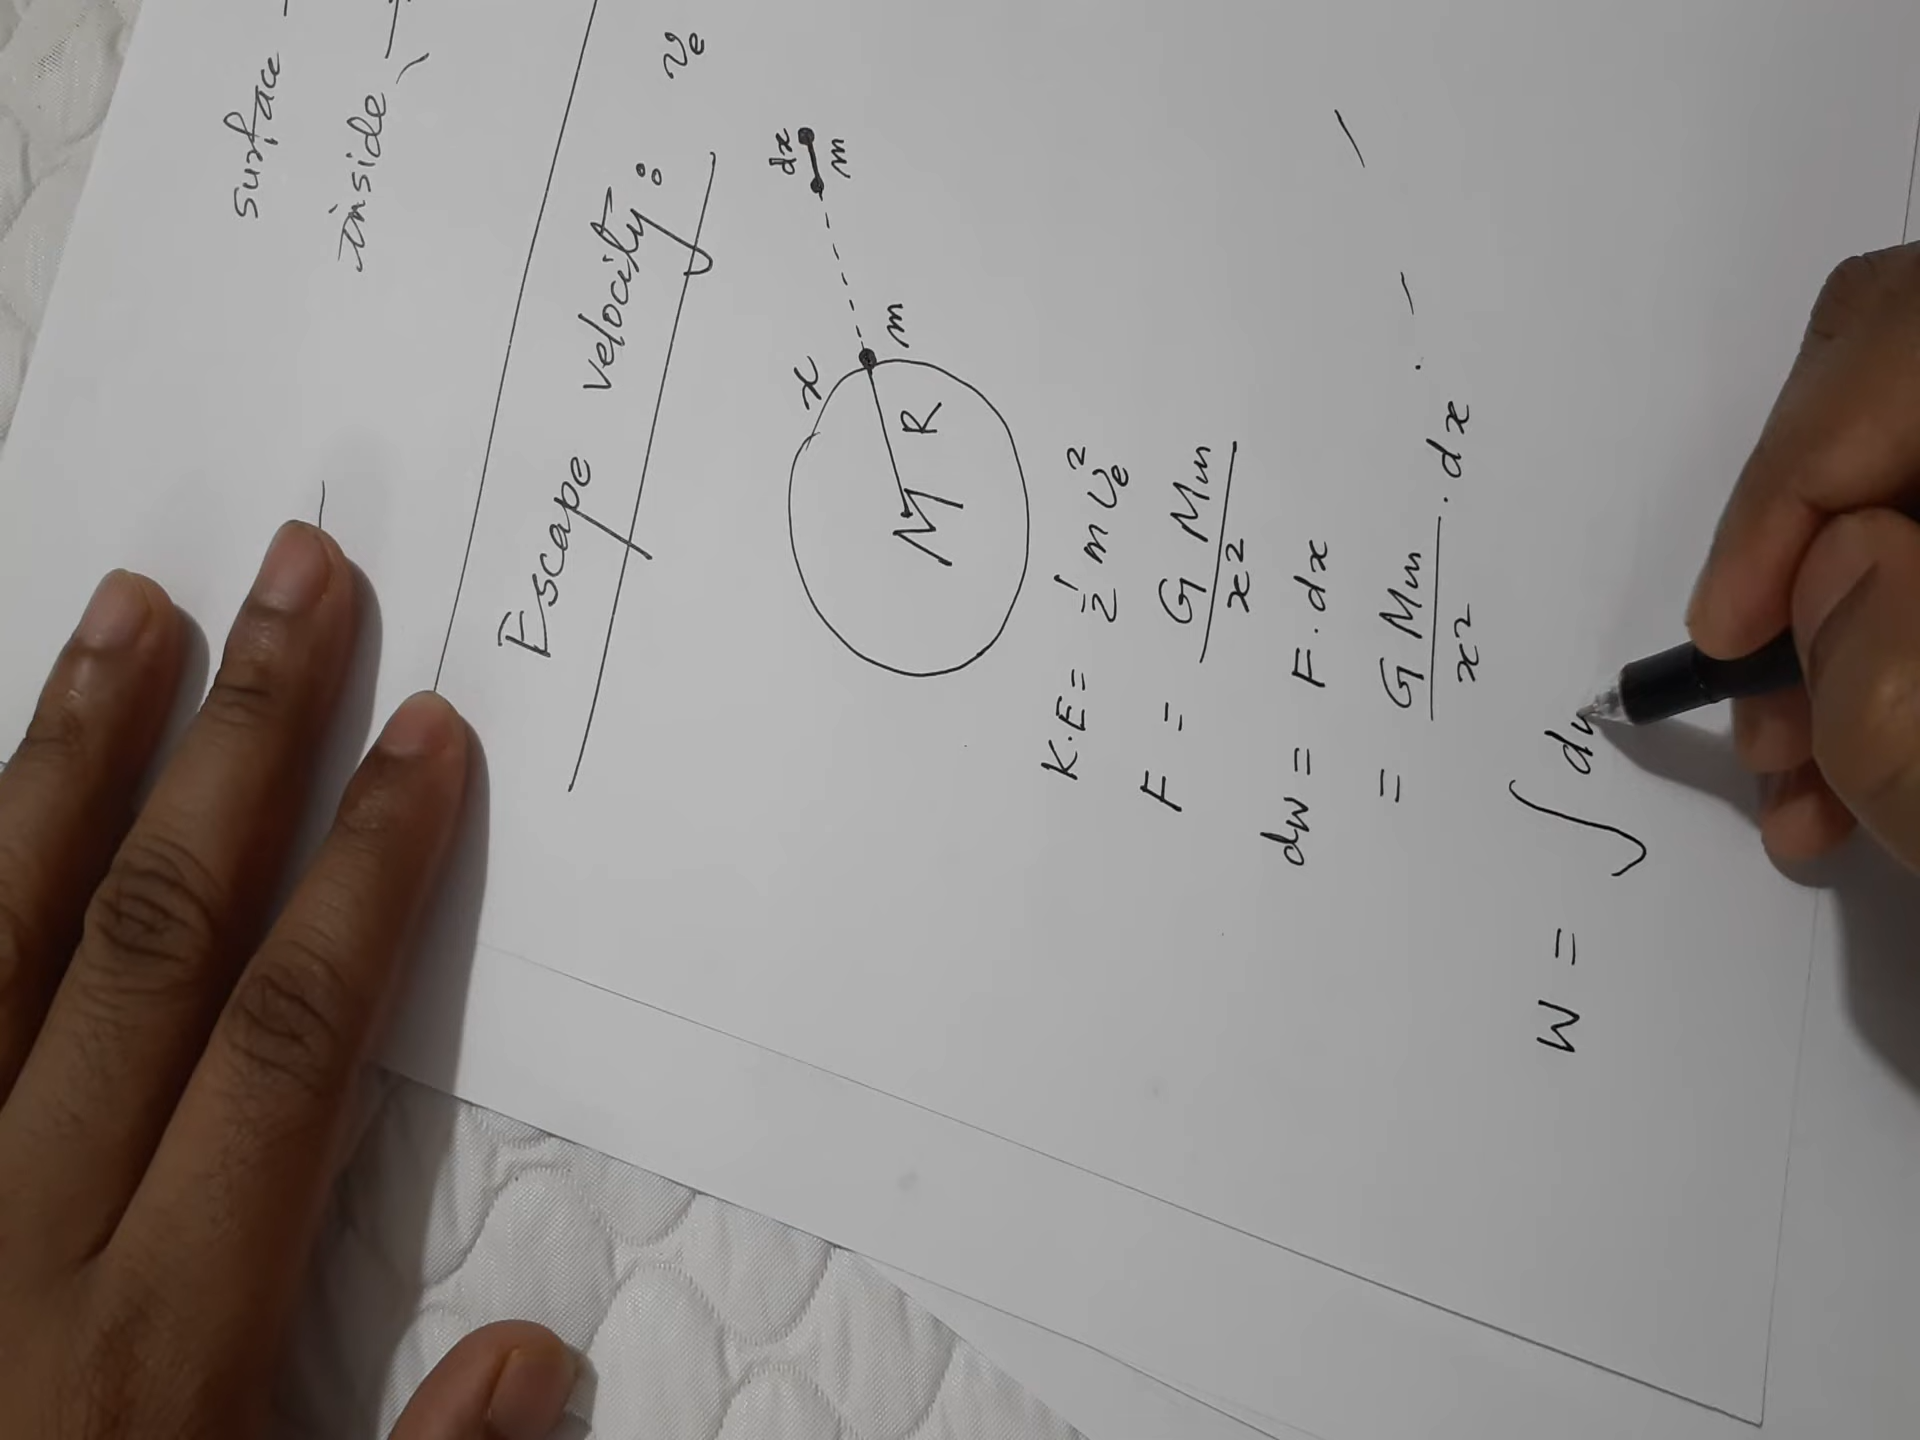 surface -
inside -
Escape velocity: vₑ
dx
m
x
m
R
M
K.E = 1/2 m vₑ²
F = G Mm / x²
dw = F. dx
= G Mm / x² . dx
W = ∫ dw